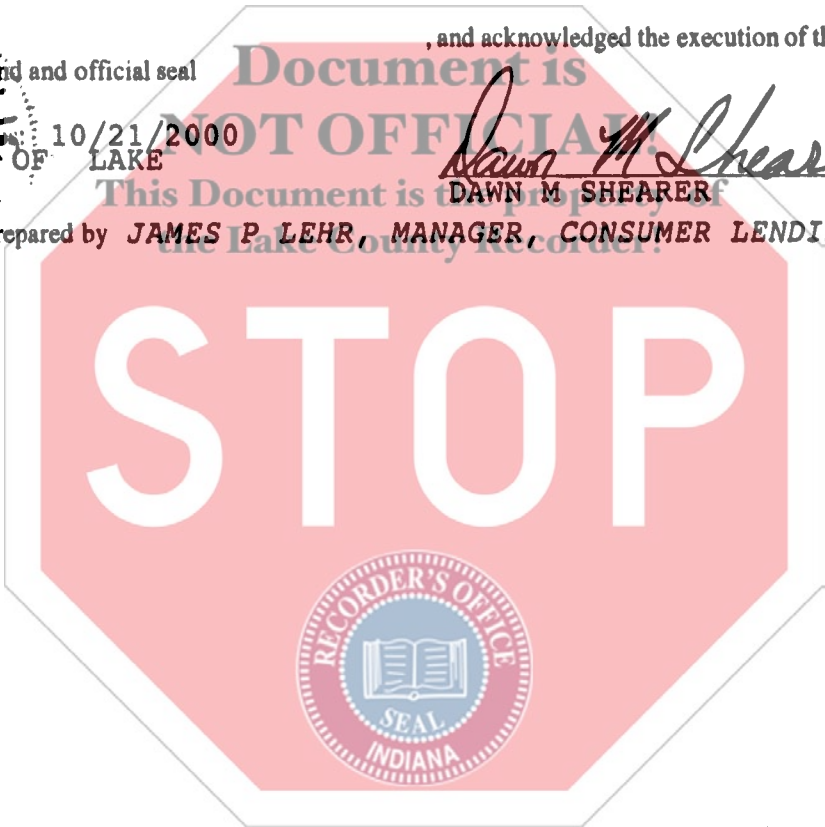 , and acknowledged the execution of th
nd and official seal
Document is
NOT OFFICIAL!
10/21/2000
OF LAKE
Dawn M Shear
This Document is the property of
DAWN M SHEARER
repared by JAMES P LEHR, MANAGER, CONSUMER LENDI
the Lake County Recorder!
STOP
RECORDER'S OFFICE
SEAL
INDIANA